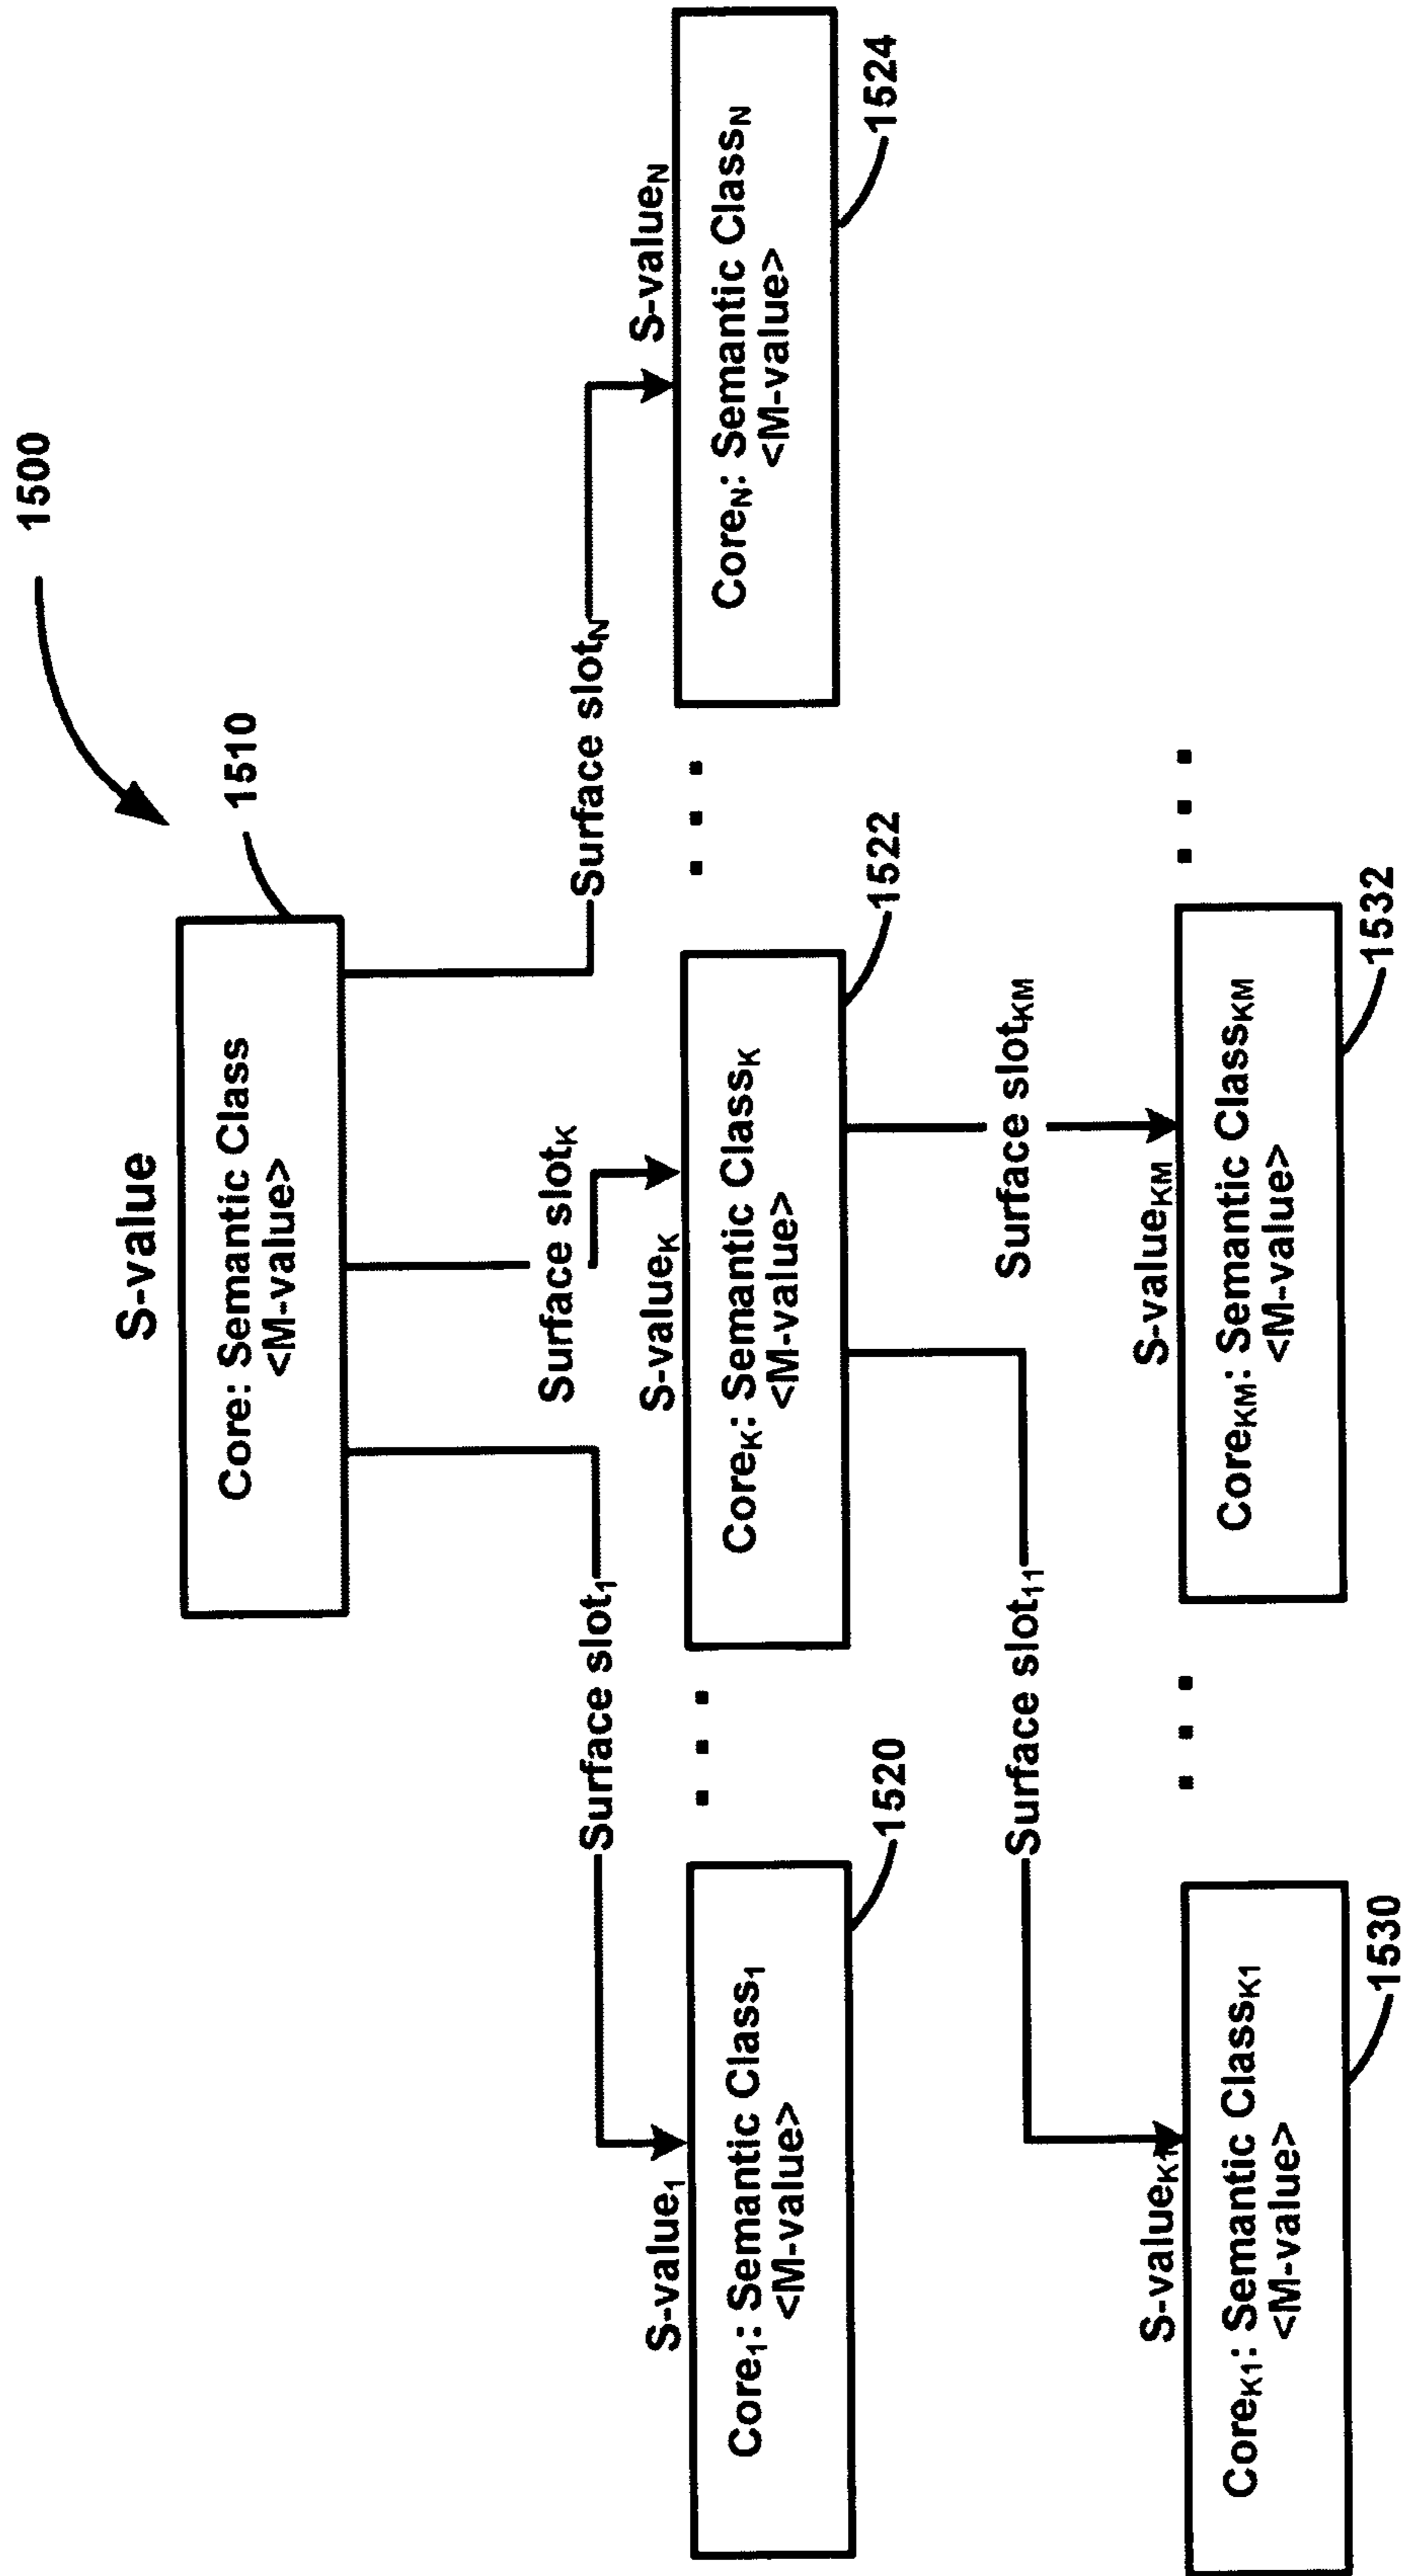 1500
S-value
1510
Core: Semantic Class
<M-value>
Surface slot1
Surface slotK
Surface slotN
S-value1
S-valueK
S-valueN
Core1: Semantic Class1
<M-value>
1520
CoreK: Semantic ClassK
<M-value>
1522
CoreN: Semantic ClassN
<M-value>
1524
Surface slot11
Surface slotKM
S-valueK1
S-valueKM
CoreK1: Semantic ClassK1
<M-value>
1530
CoreKM: Semantic ClassKM
<M-value>
1532